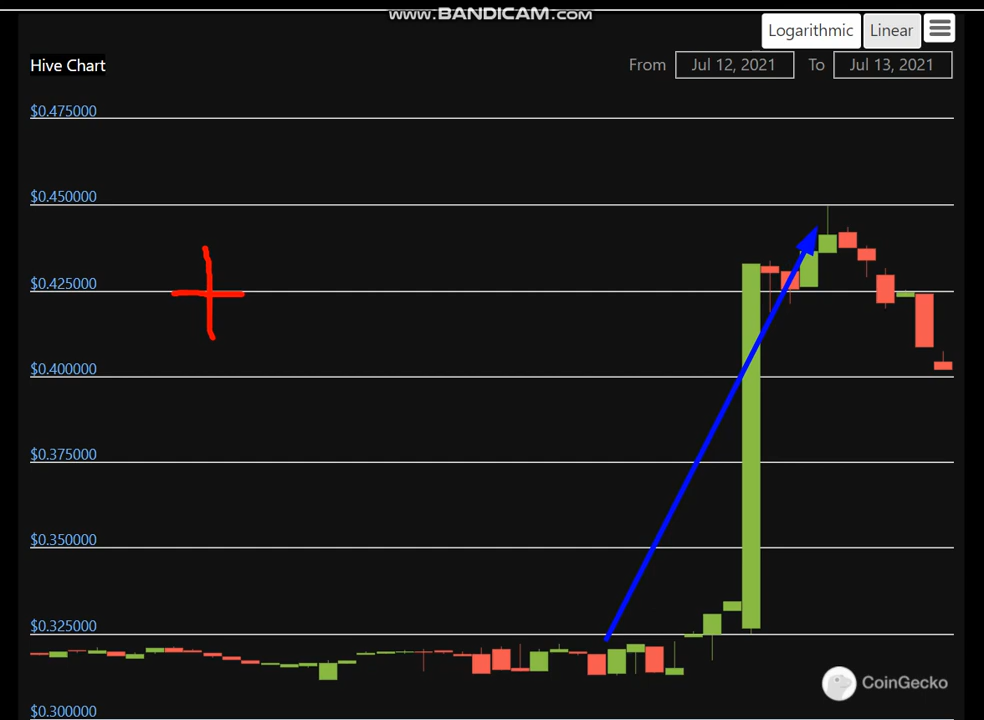 www.BANDICAM.com
Logarithmic Linear
Hive Chart
From Jul 12, 2021 To Jul 13, 2021
$0.475000
$0.450000
$0.425000
$0.400000
$0.375000
$0.350000
$0.325000
CoinGecko
$0.300000